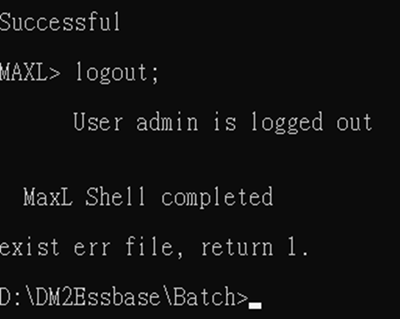 Successful
MAXL> logout;
User admin is logged out
MaxL Shell completed
exist err file, return 1.
D:\DM2Essbase\Batch>_